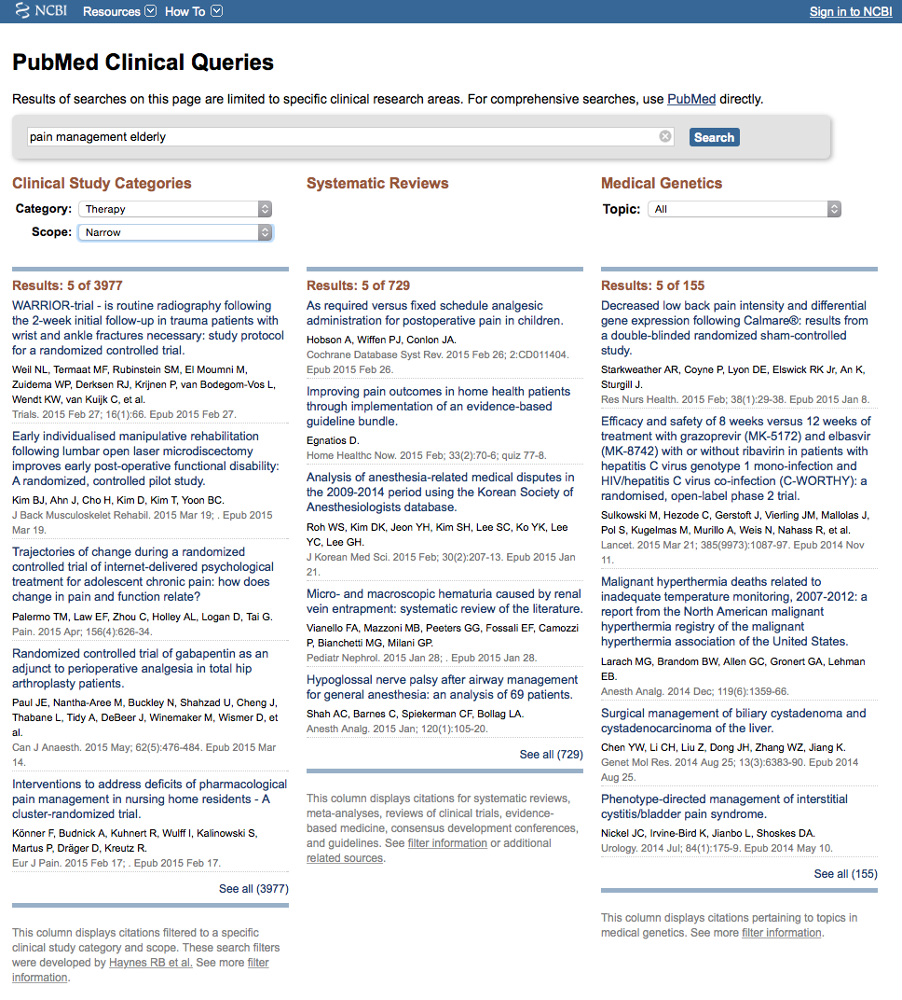 NCBI Resources How To Sign in to NCBI
PubMed Clinical Queries
Results of searches on this page are limited to specific clinical research areas. For comprehensive searches, use PubMed directly.
pain management elderly
Search
Clinical Study Categories
Category: Therapy
Scope: Narrow
Results: 5 of 3977
WARRIOR-trial - is routine radiography following
the 2-week initial follow-up in trauma patients with
wrist and ankle fractures necessary: study protocol
for a randomized controlled trial.
Weil NL, Termaat MF, Rubinstein SM, El Moumni M,
Zuidema WP, Derksen RJ, Krijnen P, van Bodegom-Vos L,
Wendt KW, van Kuijk C, et al.
Trials. 2015 Feb 27; 16(1):66. Epub 2015 Feb 27.
Early individualised manipulative rehabilitation
following lumbar open laser microdiscectomy
improves early post-operative functional disability:
A randomized, controlled pilot study.
Kim BJ, Ahn J, Cho H, Kim D, Kim T, Yoon BC.
J Back Musculoskelet Rehabil. 2015 Mar 19; . Epub 2015
Mar 19.
Trajectories of change during a randomized
controlled trial of internet-delivered psychological
treatment for adolescent chronic pain: how does
change in pain and function relate?
Palermo TM, Law EF, Zhou C, Holley AL, Logan D, Tai G.
Pain. 2015 Apr; 156(4):626-34.
Randomized controlled trial of gabapentin as an
adjunct to perioperative analgesia in total hip
arthroplasty patients.
Paul JE, Nantha-Aree M, Buckley N, Shahzad U, Cheng J,
Thabane L, Tidy A, DeBeer J, Winemaker M, Wismer D, et
al.
Can J Anaesth. 2015 May; 62(5):476-484. Epub 2015 Mar
14.
Interventions to address deficits of pharmacological
pain management in nursing home residents - A
cluster-randomized trial.
Könner F, Budnick A, Kuhnert R, Wulff I, Kalinowski S,
Martus P, Dräger D, Kreutz R.
Eur J Pain. 2015 Feb 17; . Epub 2015 Feb 17.
See all (3977)
This column displays citations filtered to a specific
clinical study category and scope. These search filters
were developed by Haynes RB et al. See more filter
information.
Systematic Reviews
Results: 5 of 729
As required versus fixed schedule analgesic
administration for postoperative pain in children.
Hobson A, Wiffen PJ, Conlon JA.
Cochrane Database Syst Rev. 2015 Feb 26; 2:CD011404.
Epub 2015 Feb 26.
Improving pain outcomes in home health patients
through implementation of an evidence-based
guideline bundle.
Egnatios D.
Home Healthc Now. 2015 Feb; 33(2):70-6; quiz 77-8.
Analysis of anesthesia-related medical disputes in
the 2009-2014 period using the Korean Society of
Anesthesiologists database.
Roh WS, Kim DK, Jeon YH, Kim SH, Lee SC, Ko YK, Lee
YC, Lee GH.
J Korean Med Sci. 2015 Feb; 30(2):207-13. Epub 2015 Jan
21.
Micro- and macroscopic hematuria caused by renal
vein entrapment: systematic review of the literature.
Vianello FA, Mazzoni MB, Peeters GG, Fossali EF, Camozzi
P, Bianchetti MG, Milani GP.
Pediatr Nephrol. 2015 Jan 28; . Epub 2015 Jan 28.
Hypoglossal nerve palsy after airway management
for general anesthesia: an analysis of 69 patients.
Shah AC, Barnes C, Spiekerman CF, Bollag LA.
Anesth Analg. 2015 Jan; 120(1):105-20.
See all (729)
This column displays citations for systematic reviews,
meta-analyses, reviews of clinical trials, evidence-
based medicine, consensus development conferences,
and guidelines. See filter information or additional
related sources.
Medical Genetics
Topic: All
Results: 5 of 155
Decreased low back pain intensity and differential
gene expression following Calmare®: results from
a double-blinded randomized sham-controlled
study.
Starkweather AR, Coyne P, Lyon DE, Elswick RK Jr, An K,
Sturgill J.
Res Nurs Health. 2015 Feb; 38(1):29-38. Epub 2015 Jan 8.
Efficacy and safety of 8 weeks versus 12 weeks of
treatment with grazoprevir (MK-5172) and elbasvir
(MK-8742) with or without ribavirin in patients with
hepatitis C virus genotype 1 mono-infection and
HIV/hepatitis C virus co-infection (C-WORTHY): a
randomised, open-label phase 2 trial.
Sulkowski M, Hezode C, Gerstoft J, Vierling JM, Mallolas J,
Pol S, Kugelmas M, Murillo A, Weis N, Nahass R, et al.
Lancet. 2015 Mar 21; 385(9973):1087-97. Epub 2014 Nov
11.
Malignant hyperthermia deaths related to
inadequate temperature monitoring, 2007-2012: a
report from the North American malignant
hyperthermia registry of the malignant
hyperthermia association of the United States.
Larach MG, Brandom BW, Allen GC, Gronert GA, Lehman
EB.
Anesth Analg. 2014 Dec; 119(6):1359-66.
Surgical management of biliary cystadenoma and
cystadenocarcinoma of the liver.
Chen YW, Li CH, Liu Z, Dong JH, Zhang WZ, Jiang K.
Genet Mol Res. 2014 Aug 25; 13(3):6383-90. Epub 2014
Aug 25.
Phenotype-directed management of interstitial
cystitis/bladder pain syndrome.
Nickel JC, Irvine-Bird K, Jianbo L, Shoskes DA.
Urology. 2014 Jul; 84(1):175-9. Epub 2014 May 10.
See all (155)
This column displays citations pertaining to topics in
medical genetics. See more filter information.